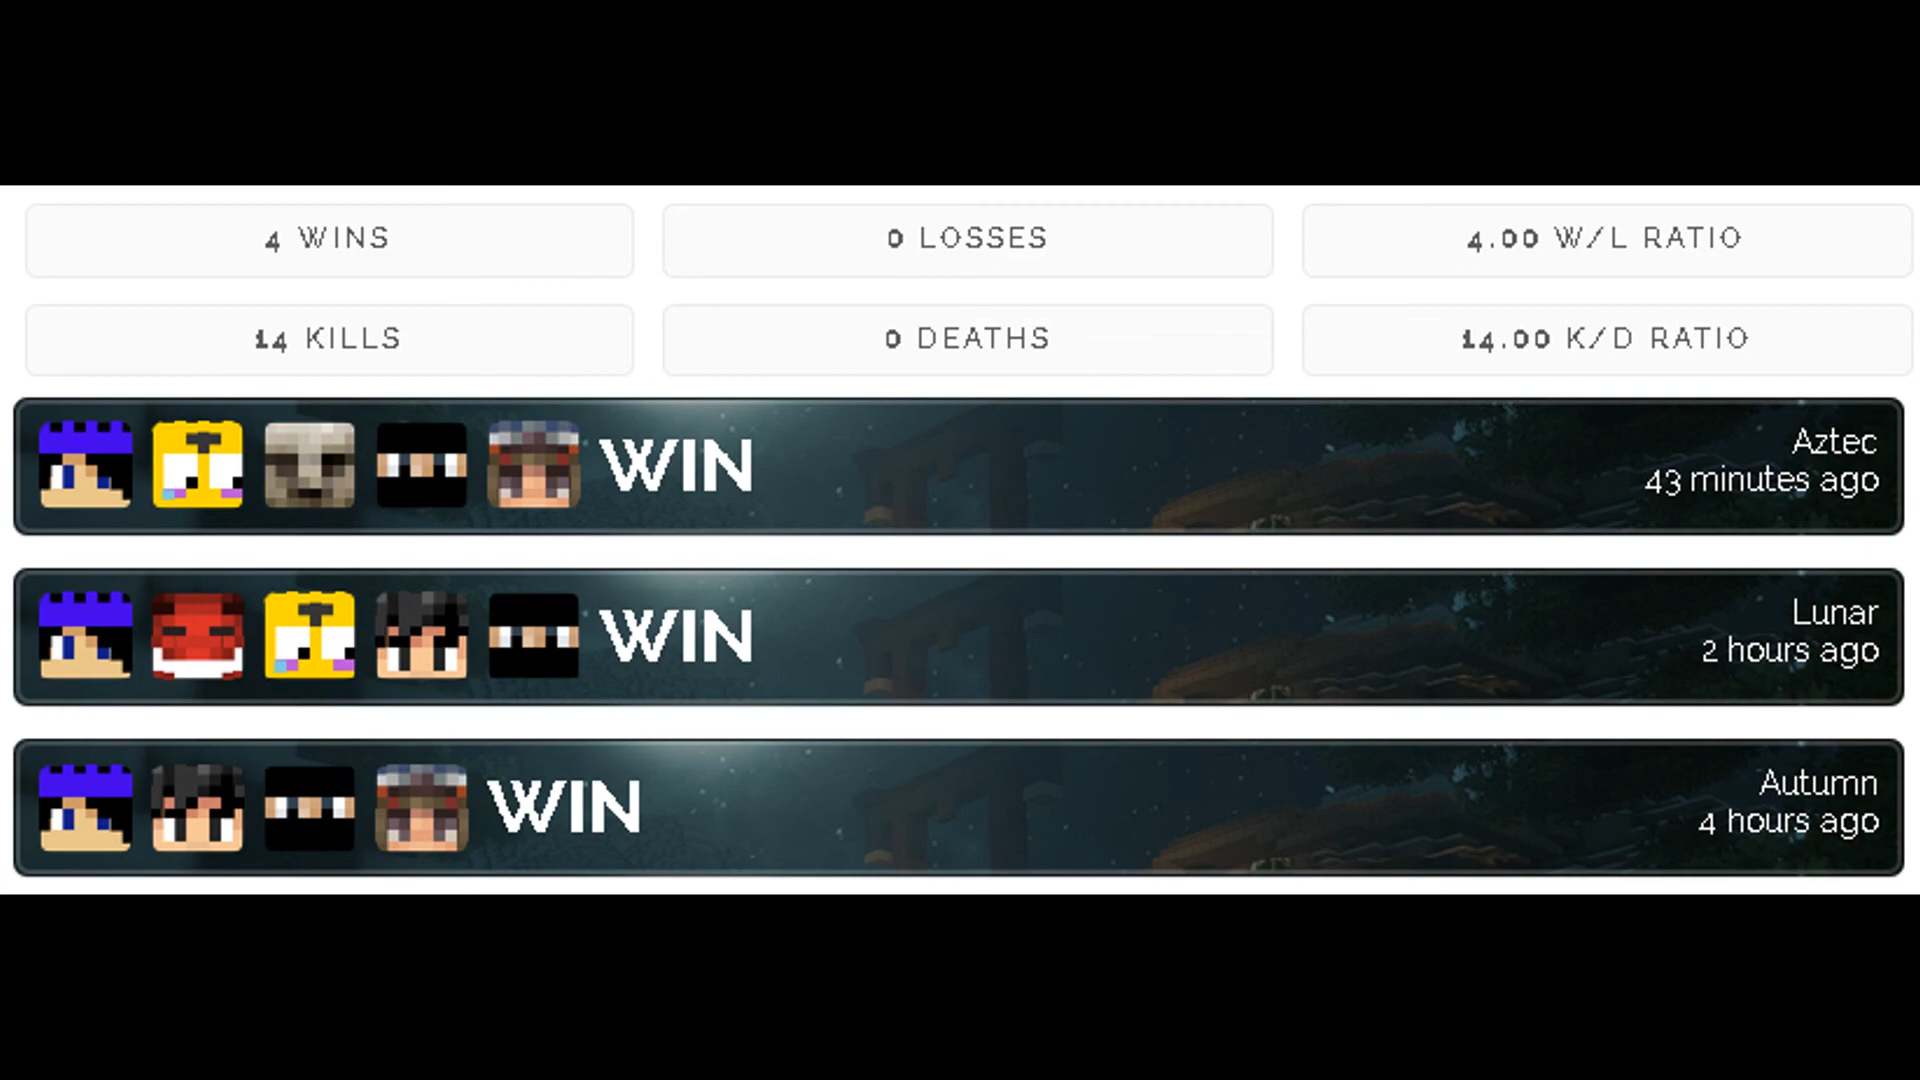 4 WINS
0 LOSSES
4.00 W/L RATIO
14 KILLS
0 DEATHS
14.00 K/D RATIO
WIN
Aztec
43 minutes ago
WIN
Lunar
2 hours ago
WIN
Autumn
4 hours ago